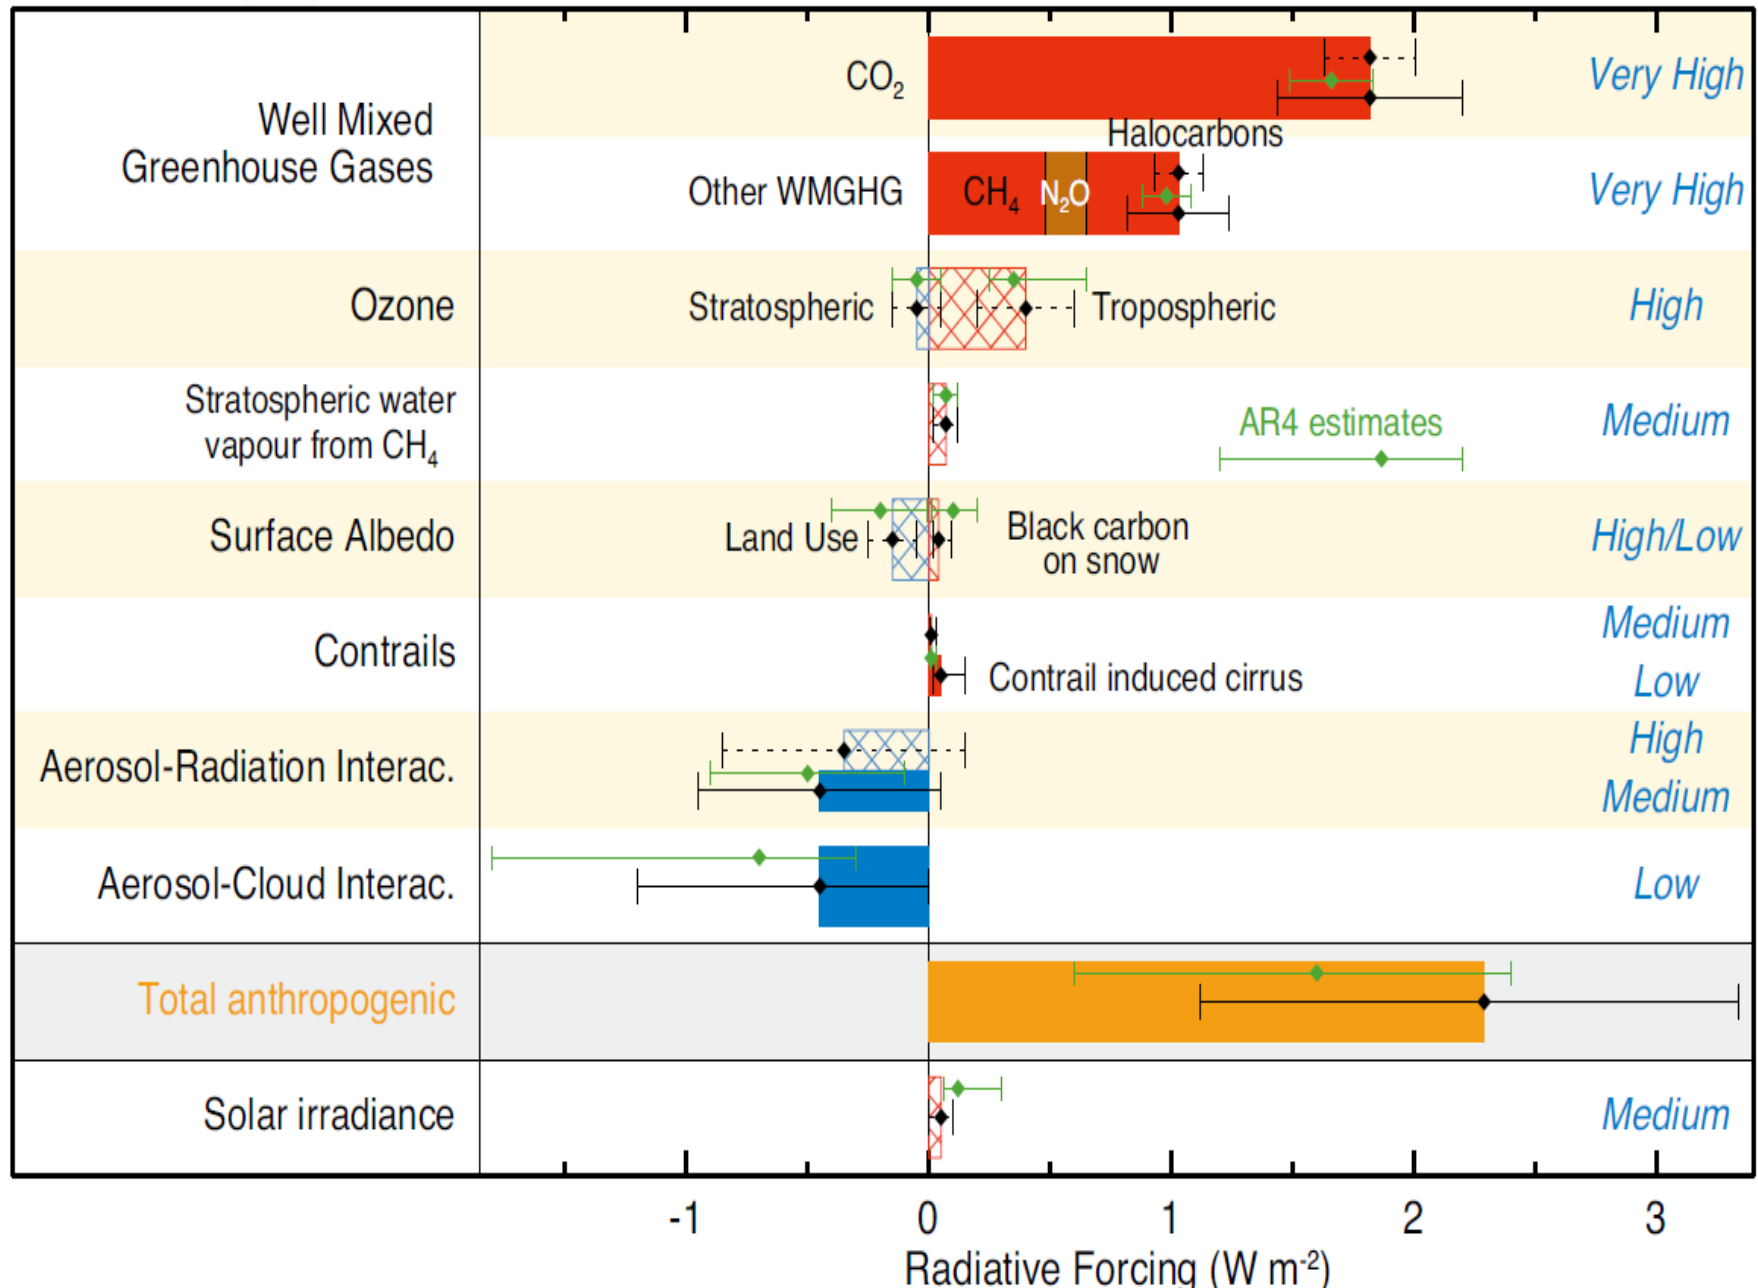 Well Mixed
Greenhouse Gases
CO₂
Very High
Halocarbons
Other WMGHG
CH₄
N₂O
Very High
Ozone
Stratospheric
Tropospheric
High
Stratospheric water
vapour from CH₄
AR4 estimates
Medium
Surface Albedo
Land Use
Black carbon
on snow
High/Low
Contrails
Medium
Contrail induced cirrus
Low
Aerosol-Radiation Interac.
High
Medium
Aerosol-Cloud Interac.
Low
Total anthropogenic
Solar irradiance
Medium
-1 0 1 2 3
Radiative Forcing (W m⁻²)